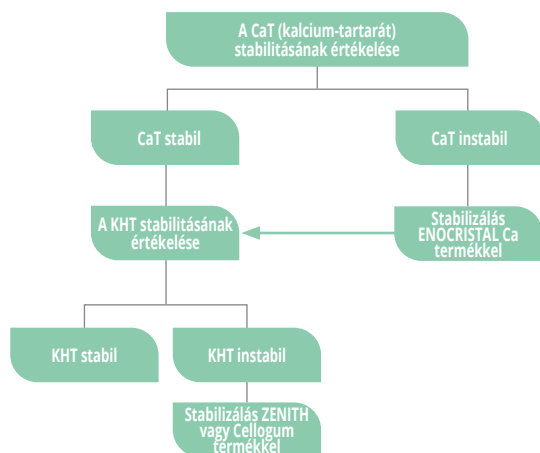 A CaT (kalcium-tartarát)
stabilitásának értékelése
CaT stabil
CaT instabil
A KHT stabilitásának
értékelése
Stabilizálás
ENOCRISTAL Ca
termékkel
KHT stabil
KHT instabil
Stabilizálás ZENITH
vagy Cellogum
termékkel